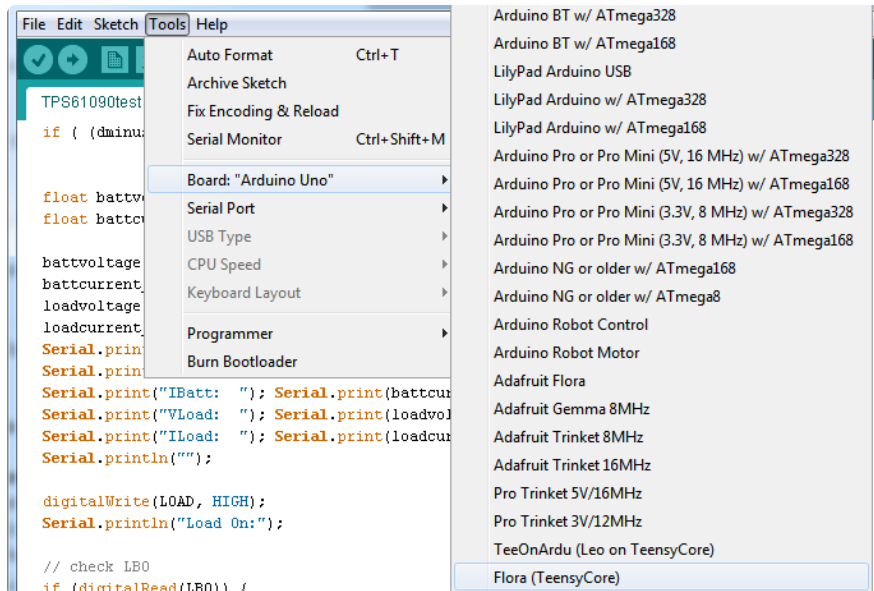 File Edit Sketch Tools Help
TPS61090test
if ( (dminu
float battv
float battcu
battvoltage
battcurrent_
loadvoltage
loadcurrent_
Serial.prin
Serial.prin
Serial.print("IBatt:  "); Serial.print(battcur
Serial.print("VLoad:  "); Serial.print(loadvol
Serial.print("ILoad:  "); Serial.print(loadcur
Serial.println("");
digitalWrite(LOAD, HIGH);
Serial.println("Load On:");
// check LBO
if (digitalRead(LBO)) {
Auto Format Ctrl+T
Archive Sketch
Fix Encoding & Reload
Serial Monitor Ctrl+Shift+M
Board: "Arduino Uno"
Serial Port
USB Type
CPU Speed
Keyboard Layout
Programmer
Burn Bootloader
Arduino BT w/ ATmega328
Arduino BT w/ ATmega168
LilyPad Arduino USB
LilyPad Arduino w/ ATmega328
LilyPad Arduino w/ ATmega168
Arduino Pro or Pro Mini (5V, 16 MHz) w/ ATmega328
Arduino Pro or Pro Mini (5V, 16 MHz) w/ ATmega168
Arduino Pro or Pro Mini (3.3V, 8 MHz) w/ ATmega328
Arduino Pro or Pro Mini (3.3V, 8 MHz) w/ ATmega168
Arduino NG or older w/ ATmega168
Arduino NG or older w/ ATmega8
Arduino Robot Control
Arduino Robot Motor
Adafruit Flora
Adafruit Gemma 8MHz
Adafruit Trinket 8MHz
Adafruit Trinket 16MHz
Pro Trinket 5V/16MHz
Pro Trinket 3V/12MHz
TeeOnArdu (Leo on TeensyCore)
Flora (TeensyCore)